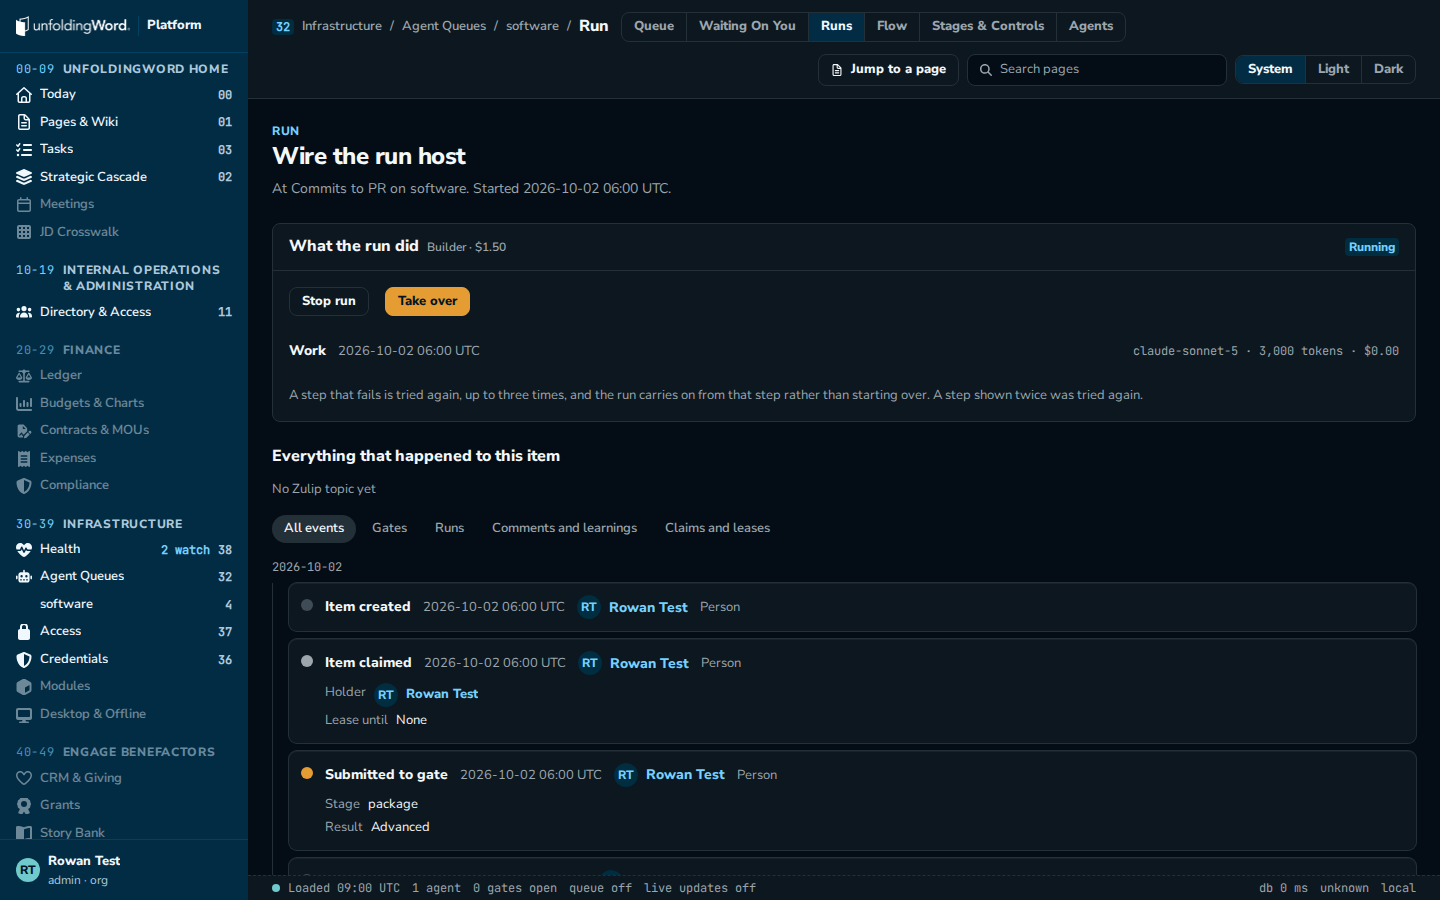 unfoldingWord. Platform
00-09 UNFOLDINGWORD HOME
Today 00
Pages & Wiki 01
Tasks 03
Strategic Cascade 02
Meetings
JD Crosswalk
10-19 INTERNAL OPERATIONS
& ADMINISTRATION
Directory & Access 11
20-29 FINANCE
Ledger
Budgets & Charts
Contracts & MOUs
Expenses
Compliance
30-39 INFRASTRUCTURE
Health 2 watch 38
Agent Queues 32
software 4
Access 37
Credentials 36
Modules
Desktop & Offline
40-49 ENGAGE BENEFACTORS
CRM & Giving
Grants
Story Bank
RT Rowan Test
admin · org
32 Infrastructure / Agent Queues / software / Run Queue Waiting On You Runs Flow Stages & Controls Agents
Jump to a page Search pages System Light Dark
RUN
Wire the run host
At Commits to PR on software. Started 2026-10-02 06:00 UTC.
What the run did Builder · $1.50 Running
Stop run Take over
Work 2026-10-02 06:00 UTC claude-sonnet-5 · 3,000 tokens · $0.00
A step that fails is tried again, up to three times, and the run carries on from that step rather than starting over. A step shown twice was tried again.
Everything that happened to this item
No Zulip topic yet
All events Gates Runs Comments and learnings Claims and leases
2026-10-02
Item created 2026-10-02 06:00 UTC RT Rowan Test Person
Item claimed 2026-10-02 06:00 UTC RT Rowan Test Person
Holder RT Rowan Test
Lease until None
Submitted to gate 2026-10-02 06:00 UTC RT Rowan Test Person
Stage package
Result Advanced
Loaded 09:00 UTC 1 agent 0 gates open queue off live updates off db 0 ms unknown local